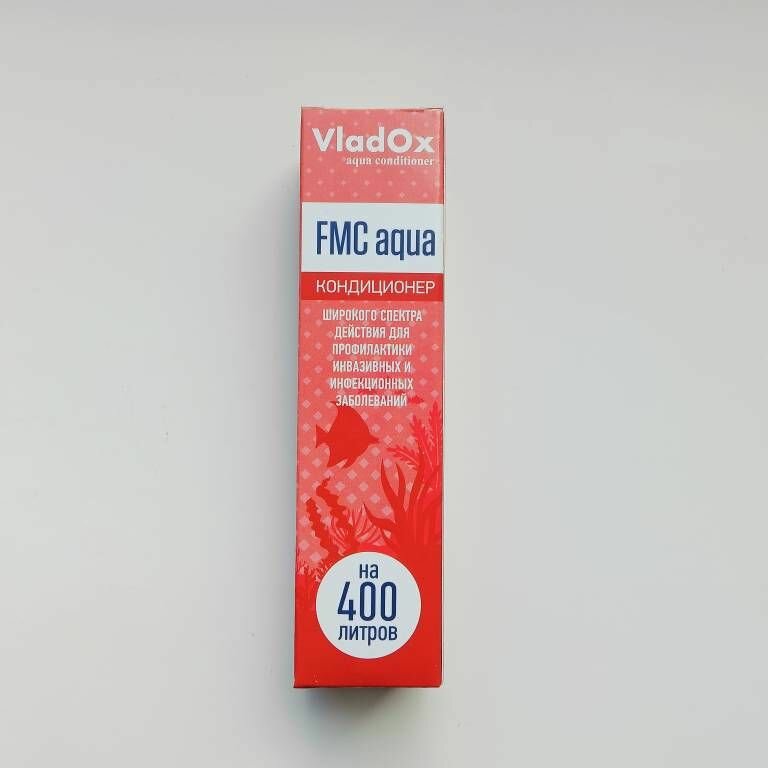 VladOx
aqua conditioner
FMC aqua
КОНДИЦИОНЕР
ШИРОКОГО СПЕКТРА
ДЕЙСТВИЯ ДЛЯ
ПРОФИЛАКТИКИ
ИНВАЗИВНЫХ И
ИНФЕКЦИОННЫХ
ЗАБОЛЕВАНИЙ
на
400
литров